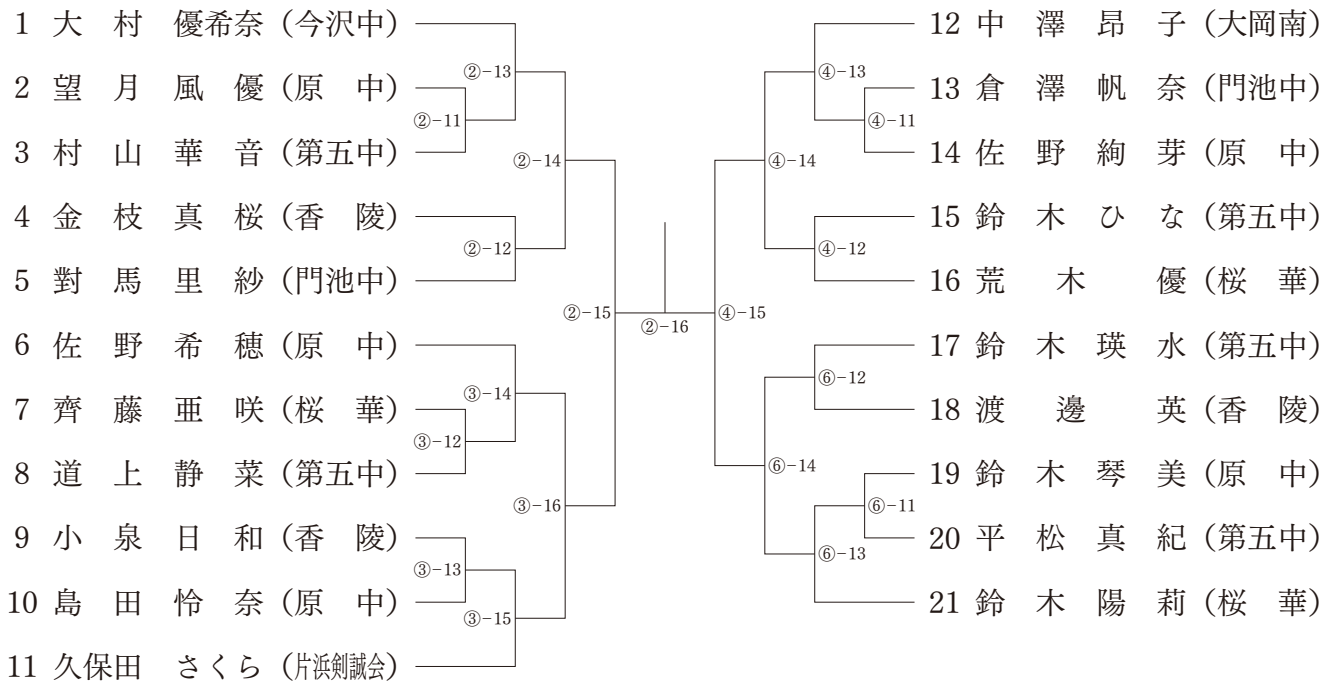 1 大村 優希奈 (今沢中)
2 望月風優 (原 中)
3 村山華音 (第五中)
4 金枝真桜 (香 陵)
5 對馬里紗 (門池中)
6 佐野希穂 (原 中)
7 齊藤亜咲 (桜 華)
8 道上静菜 (第五中)
9 小泉日和 (香 陵)
10 島田怜奈 (原 中)
11 久保田 さくら (片浜剣誠会)
②-13
②-11
②-14
②-12
②-15
③-14
③-12
③-16
③-13
③-15
②-16
④-13
④-11
④-14
④-12
④-15
⑥-12
⑥-14
⑥-11
⑥-13
12 中澤昂子 (大岡南)
13 倉澤帆奈 (門池中)
14 佐野絢芽 (原 中)
15 鈴木ひな (第五中)
16 荒木 優 (桜 華)
17 鈴木瑛水 (第五中)
18 渡邊 英 (香 陵)
19 鈴木琴美 (原 中)
20 平松真紀 (第五中)
21 鈴木陽莉 (桜 華)